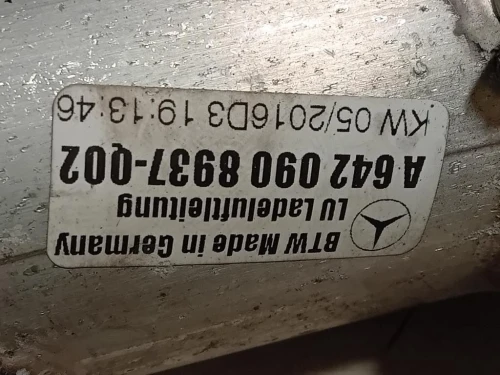 BTW Made in Germany
LU Ladeluftleitung
A 642 090 8937-Q02
KW 05/2016D3 19:13:46